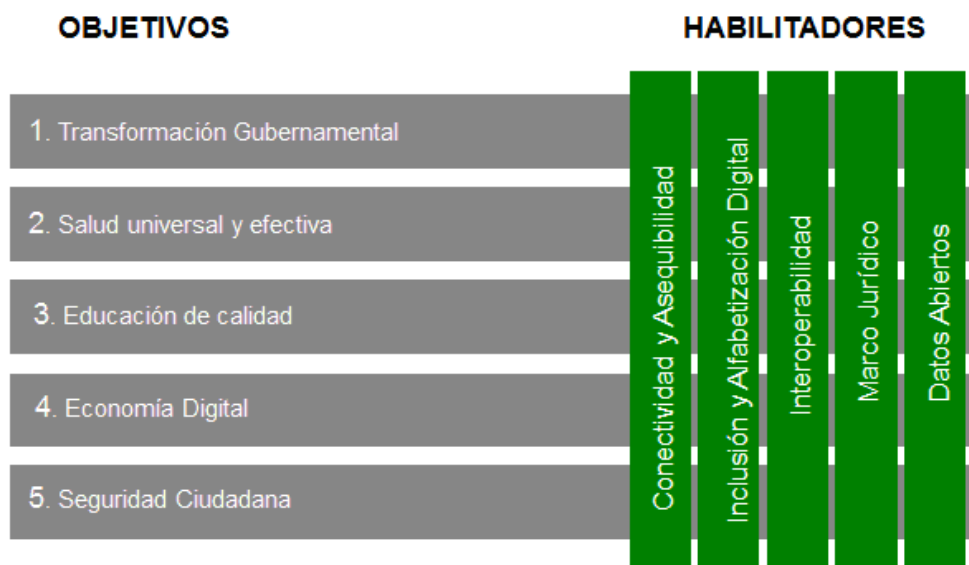 OBJETIVOS
HABILITADORES
1. Transformación Gubernamental
2. Salud universal y efectiva
3. Educación de calidad
4. Economía Digital
5. Seguridad Ciudadana
Conectividad y Asequibilidad
Inclusión y Alfabetización Digital
Interoperabilidad
Marco Jurídico
Datos Abiertos